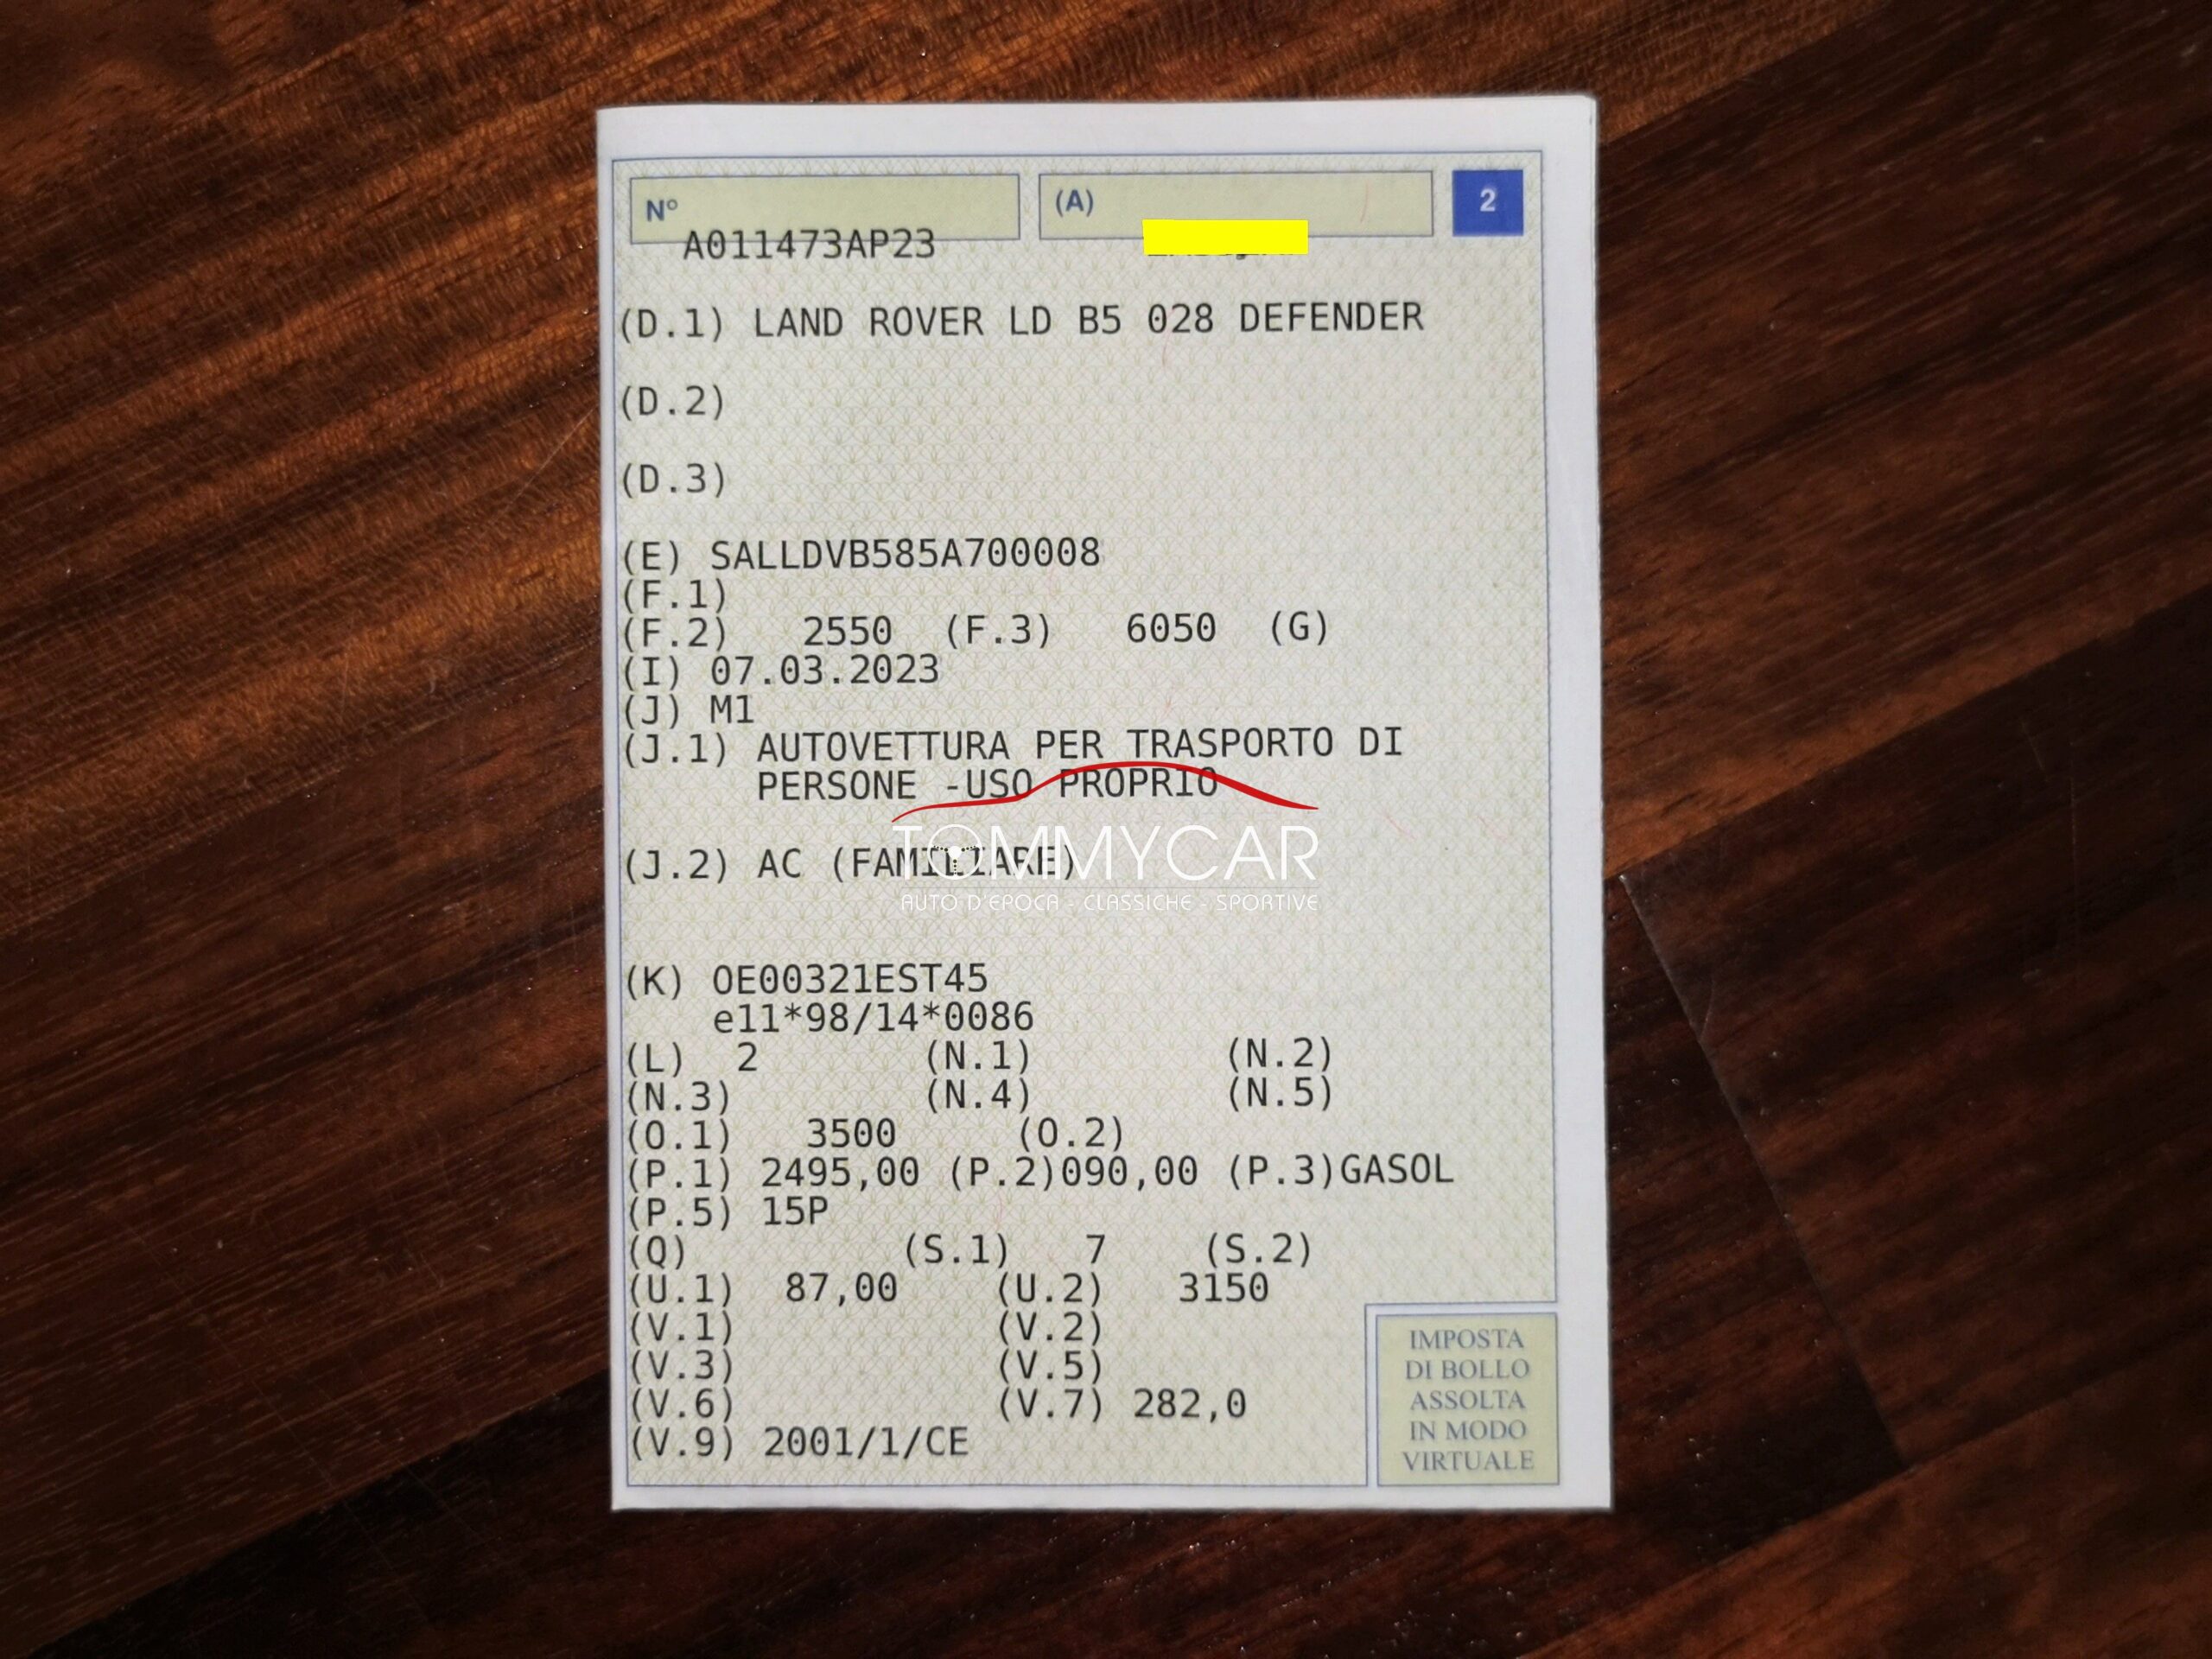 N° (A) 2
A011473AP23
(D.1) LAND ROVER LD B5 028 DEFENDER
(D.2)
(D.3)
(E) SALLDVB585A700008
(F.1)
(F.2) 2550 (F.3) 6050 (G)
(I) 07.03.2023
(J) M1
(J.1) AUTOVETTURA PER TRASPORTO DI
PERSONE -USO PROPRIO
TOMMYCAR
(J.2) AC (FAMILIARE)
AUTO D'EPOCA - CLASSICHE - SPORTIVE
(K) OE00321EST45
e11*98/14*0086
(L) 2 (N.1) (N.2)
(N.3) (N.4) (N.5)
(O.1) 3500 (O.2)
(P.1) 2495,00 (P.2)090,00 (P.3)GASOL
(P.5) 15P
(Q) (S.1) 7 (S.2)
(U.1) 87,00 (U.2) 3150
(V.1) (V.2)
(V.3) (V.5)
(V.6) (V.7) 282,0
(V.9) 2001/1/CE
IMPOSTA
DI BOLLO
ASSOLTA
IN MODO
VIRTUALE